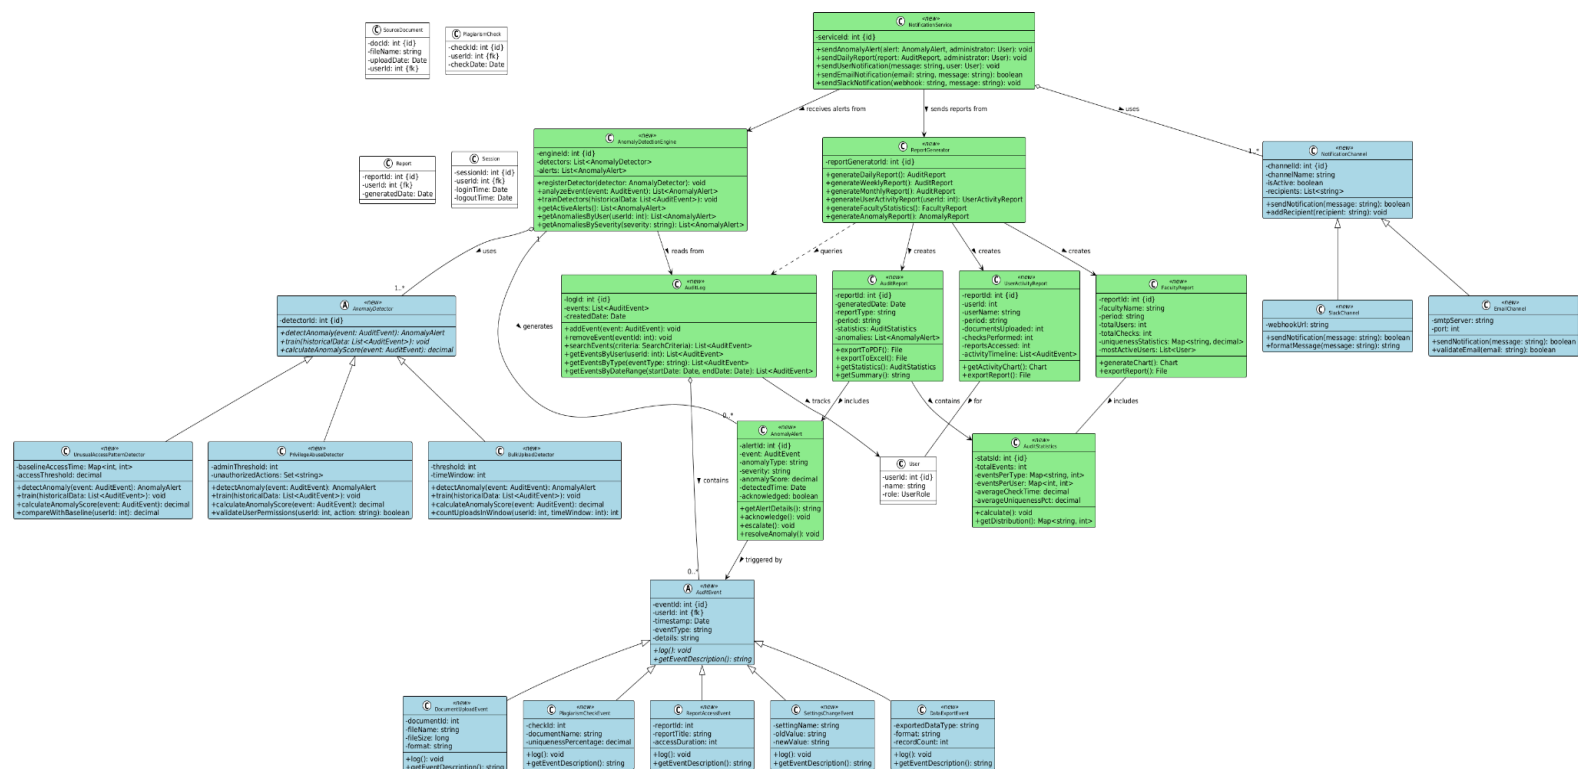 SourceDocument
-docId: int {id}
-fileName: string
-uploadDate: Date
-userId: int {fk}
PlagiarismCheck
-checkId: int {id}
-userId: int {fk}
-checkDate: Date
Report
-reportId: int {id}
-userId: int {fk}
-generatedDate: Date
Session
-sessionId: int {id}
-userId: int {fk}
-loginTime: Date
-logoutTime: Date
«new»
NotificationService
-serviceId: int {id}
+sendAnomalyAlert(alert: AnomalyAlert, administrator: User): void
+sendDailyReport(report: AuditReport, administrator: User): void
+sendUserNotification(message: string, user: User): void
+sendEmailNotification(email: string, message: string): boolean
+sendSlackNotification(webhook: string, message: string): void
receives alerts from
sends reports from
uses
1..*
«new»
AnomalyDetectionEngine
-engineId: int {id}
-detectors: List<AnomalyDetector>
-alerts: List<AnomalyAlert>
+registerDetector(detector: AnomalyDetector): void
+analyzeEvent(event: AuditEvent): List<AnomalyAlert>
+trainDetectors(historicalData: List<AuditEvent>): void
+getActiveAlerts(): List<AnomalyAlert>
+getAnomaliesByUser(userId: int): List<AnomalyAlert>
+getAnomaliesBySeverity(severity: string): List<AnomalyAlert>
«new»
ReportGenerator
-reportGeneratorId: int {id}
+generateDailyReport(): AuditReport
+generateWeeklyReport(): AuditReport
+generateMonthlyReport(): AuditReport
+generateUserActivityReport(userId: int): UserActivityReport
+generateFacultyStatistics(): FacultyReport
+generateAnomalyReport(): AnomalyReport
«new»
NotificationChannel
-channelId: int {id}
-channelName: string
-isActive: boolean
-recipients: List<string>
+sendNotification(message: string): boolean
+addRecipient(recipient: string): void
1
uses
1..*
reads from
queries
creates
creates
creates
generates
0..*
«new»
AnomalyDetector
-detectorId: int {id}
+detectAnomaly(event: AuditEvent): AnomalyAlert
+train(historicalData: List<AuditEvent>): void
+calculateAnomalyScore(event: AuditEvent): decimal
«new»
AuditLog
-logId: int {id}
-events: List<AuditEvent>
-createdDate: Date
+addEvent(event: AuditEvent): void
+removeEvent(eventId: int): void
+searchEvents(criteria: SearchCriteria): List<AuditEvent>
+getEventsByUser(userId: int): List<AuditEvent>
+getEventsByType(eventType: string): List<AuditEvent>
+getEventsByDateRange(startDate: Date, endDate: Date): List<AuditEvent>
«new»
AuditReport
-reportId: int {id}
-generatedDate: Date
-reportType: string
-period: string
-statistics: AuditStatistics
-anomalies: List<AnomalyAlert>
+exportToPDF(): File
+exportToExcel(): File
+getStatistics(): AuditStatistics
+getSummary(): string
«new»
UserActivityReport
-reportId: int {id}
-userId: int
-userName: string
-period: string
-documentsUploaded: int
-checksPerformed: int
-reportsAccessed: int
-activityTimeline: List<AuditEvent>
+getActivityChart(): Chart
+exportReport(): File
«new»
FacultyReport
-reportId: int {id}
-facultyName: string
-period: string
-totalUsers: int
-totalChecks: int
-uniquenessStatistics: Map<string, decimal>
-mostActiveUsers: List<User>
+generateChart(): Chart
+exportReport(): File
«new»
SlackChannel
-webhookUrl: string
+sendNotification(message: string): boolean
+formatMessage(message: string): string
«new»
EmailChannel
-smtpServer: string
-port: int
+sendNotification(message: string): boolean
+validateEmail(email: string): boolean
tracks
includes
contains
for
includes
contains
0..*
«new»
UnusualAccessPatternDetector
-baselineAccessTime: Map<int, int>
-accessThreshold: decimal
+detectAnomaly(event: AuditEvent): AnomalyAlert
+train(historicalData: List<AuditEvent>): void
+calculateAnomalyScore(event: AuditEvent): decimal
+compareWithBaseline(userId: int): decimal
«new»
PrivilegeAbuseDetector
-adminThreshold: int
-unauthorizedActions: Set<string>
+detectAnomaly(event: AuditEvent): AnomalyAlert
+train(historicalData: List<AuditEvent>): void
+calculateAnomalyScore(event: AuditEvent): decimal
+validateUserPermissions(userId: int, action: string): boolean
«new»
BulkUploadDetector
-threshold: int
-timeWindow: int
+detectAnomaly(event: AuditEvent): AnomalyAlert
+train(historicalData: List<AuditEvent>): void
+calculateAnomalyScore(event: AuditEvent): decimal
+countUploadsInWindow(userId: int, timeWindow: int): int
«new»
AnomalyAlert
-alertId: int {id}
-event: AuditEvent
-anomalyType: string
-severity: string
-anomalyScore: decimal
-detectedTime: Date
-acknowledged: boolean
+getAlertDetails(): string
+acknowledge(): void
+escalate(): void
+resolveAnomaly(): void
User
-userId: int {id}
-name: string
-role: UserRole
«new»
AuditStatistics
-statsId: int {id}
-totalEvents: int
-eventsPerType: Map<string, int>
-eventsPerUser: Map<int, int>
-averageCheckTime: decimal
-averageUniquenessPct: decimal
+calculate(): void
+getDistribution(): Map<string, int>
triggered by
«new»
AuditEvent
-eventId: int {id}
-userId: int {fk}
-timestamp: Date
-eventType: string
-details: string
+log(): void
+getEventDescription(): string
«new»
DocumentUploadEvent
-documentId: int
-fileName: string
-fileSize: long
-format: string
+log(): void
+getEventDescription(): string
«new»
PlagiarismCheckEvent
-checkId: int
-documentName: string
-uniquenessPercentage: decimal
+log(): void
+getEventDescription(): string
«new»
ReportAccessEvent
-reportId: int
-reportTitle: string
-accessDuration: int
+log(): void
+getEventDescription(): string
«new»
SettingsChangeEvent
-settingName: string
-oldValue: string
-newValue: string
+log(): void
+getEventDescription(): string
«new»
DataExportEvent
-exportedDataType: string
-format: string
-recordCount: int
+log(): void
+getEventDescription(): string